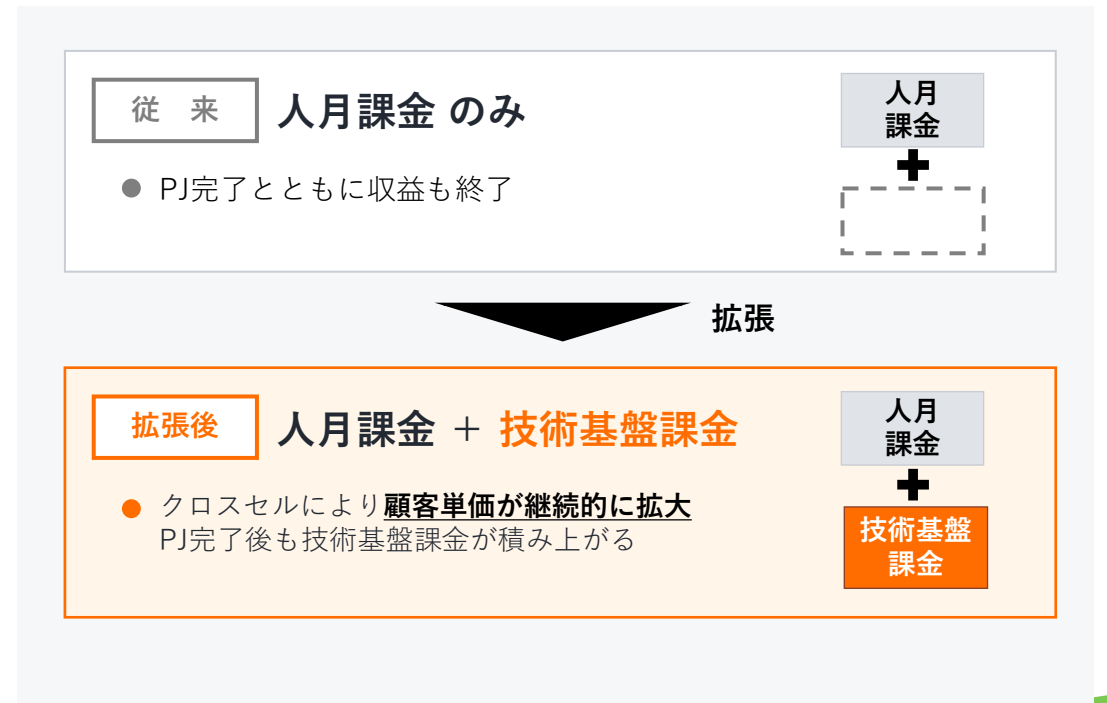 従 来
人月課金 のみ
人月
課金
+
● PJ完了とともに収益も終了
拡張
拡張後
人月課金 + 技術基盤課金
人月
課金
+
● クロスセルにより顧客単価が継続的に拡大
PJ完了後も技術基盤課金が積み上がる
技術基盤
課金